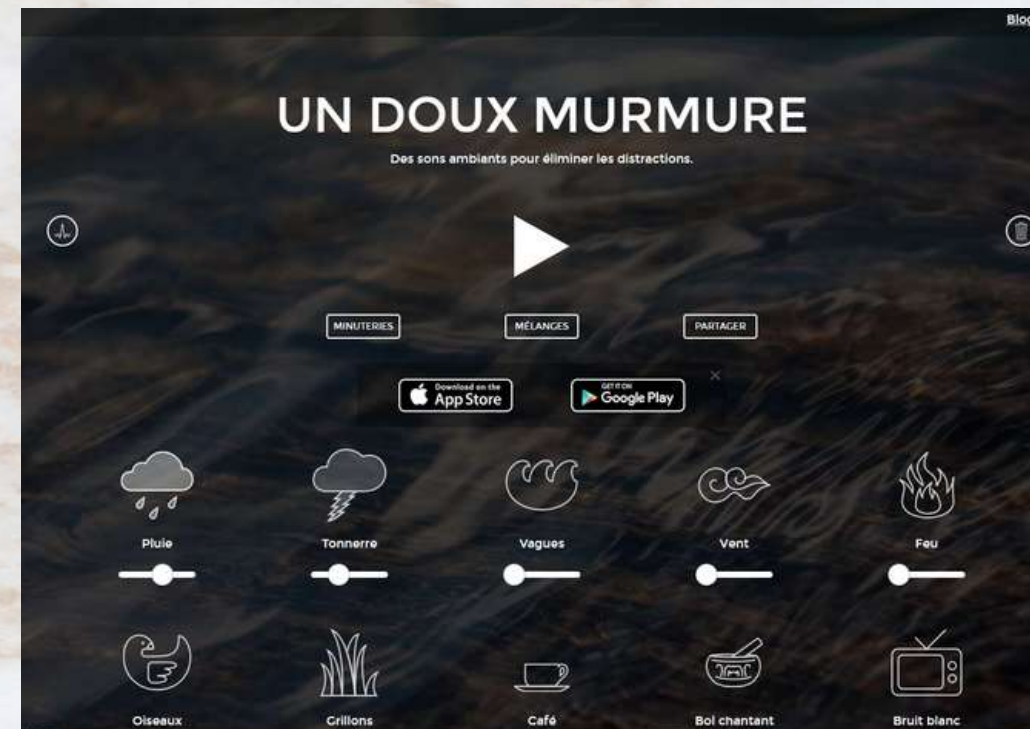 Blog
UN DOUX MURMURE
Des sons ambiants pour éliminer les distractions.
MINUTERIES MÉLANGES PARTAGER
Download on the
App Store
GET IT ON
Google Play
Pluie Tonnerre Vagues Vent Feu
Oiseaux Grillons Café Bol chantant Bruit blanc